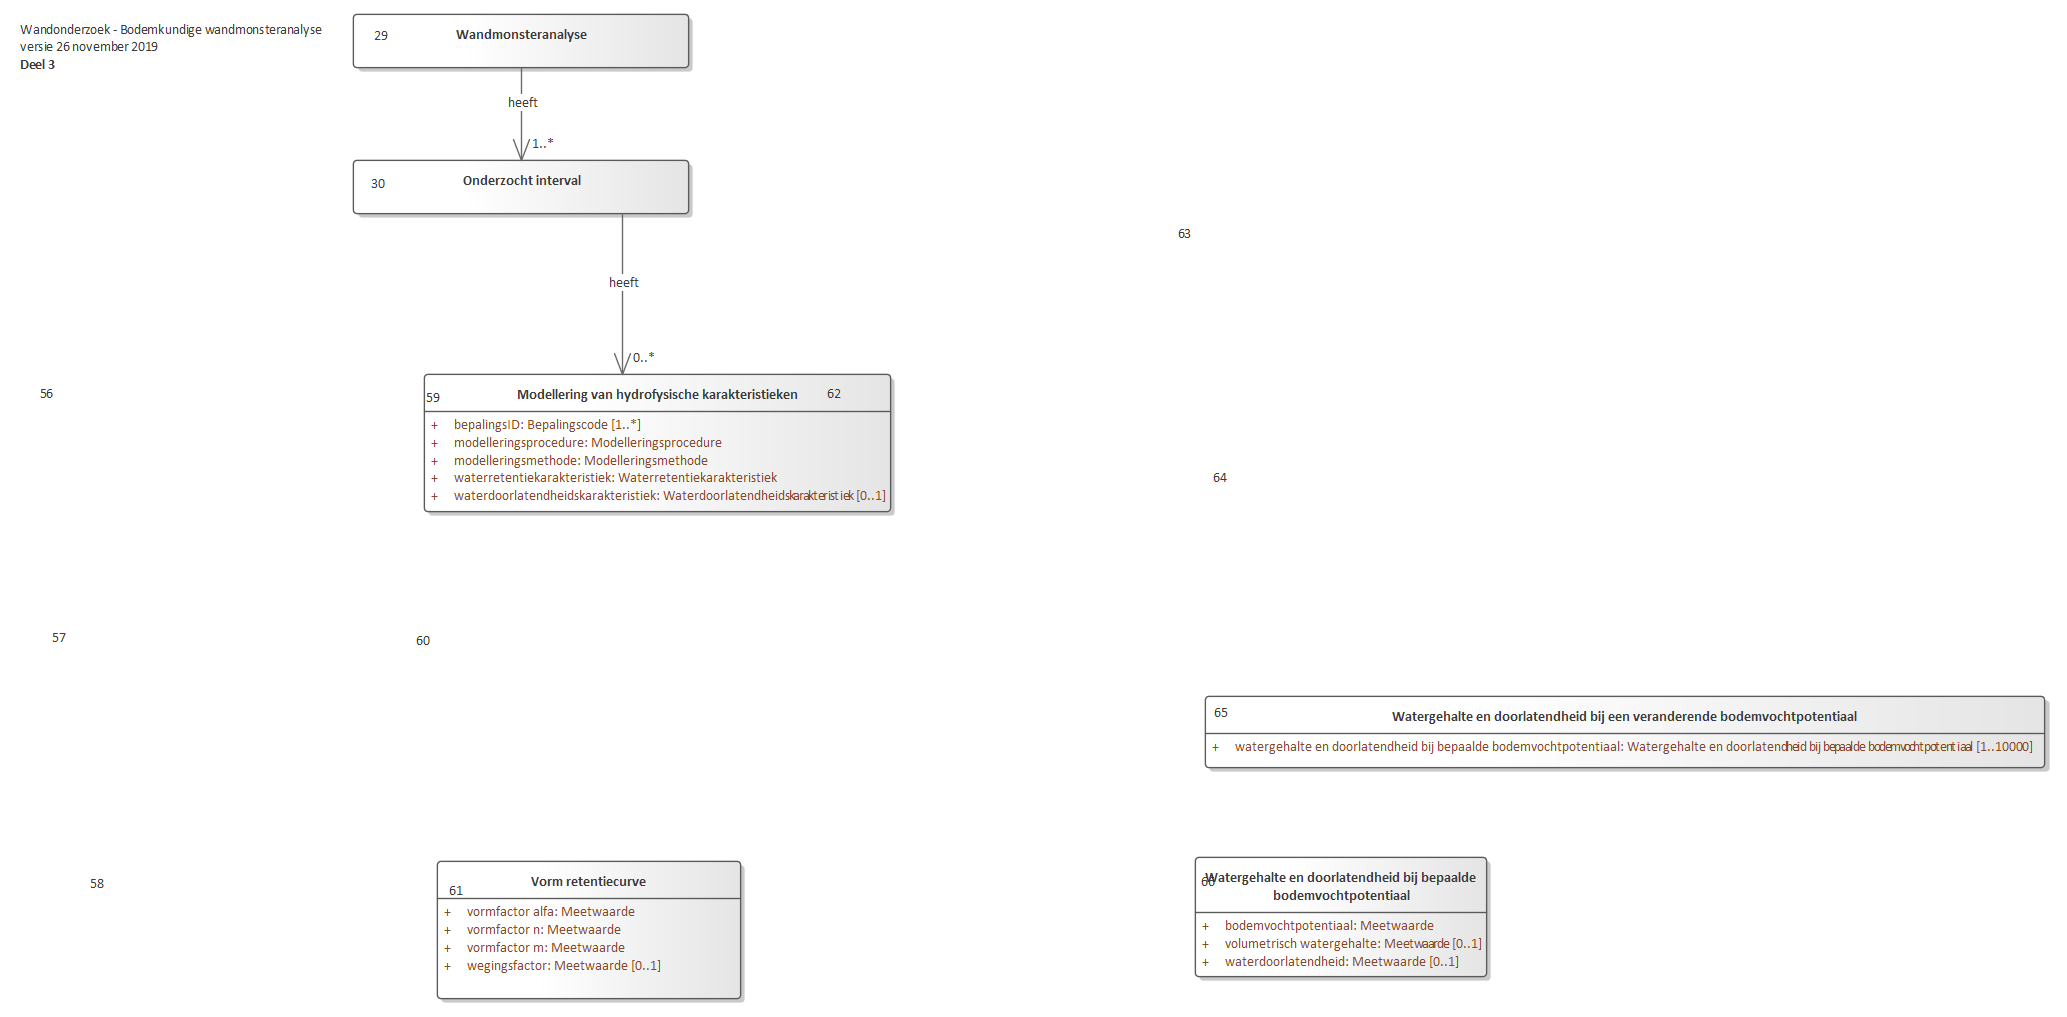 Wandonderzoek - Bodemkundige wandmonsteranalyse
versie 26 november 2019
Deel 3
29
Wandmonsteranalyse
heeft
1..*
30
Onderzocht interval
63
heeft
0..*
56
59
Modellering van hydrofysische karakteristieken
62
+ bepalingsID: Bepalingscode [1..*]
+ modelleringsprocedure: Modelleringsprocedure
+ modelleringsmethode: Modelleringsmethode
+ waterretentiekarakteristiek: Waterretentiekarakteristiek
+ waterdoorlatendheidskarakteristiek: Waterdoorlatendheidskarakteristiek [0..1]
64
57
60
65
Watergehalte en doorlatendheid bij een veranderende bodemvochtpotentiaal
+ watergehalte en doorlatendheid bij bepaalde bodemvochtpotentiaal: Watergehalte en doorlatendheid bij bepaalde bodemvochtpotentiaal [1..10000]
58
61
Vorm retentiecurve
+ vormfactor alfa: Meetwaarde
+ vormfactor n: Meetwaarde
+ vormfactor m: Meetwaarde
+ wegingsfactor: Meetwaarde [0..1]
66
Watergehalte en doorlatendheid bij bepaalde
bodemvochtpotentiaal
+ bodemvochtpotentiaal: Meetwaarde
+ volumetrisch watergehalte: Meetwaarde [0..1]
+ waterdoorlatendheid: Meetwaarde [0..1]